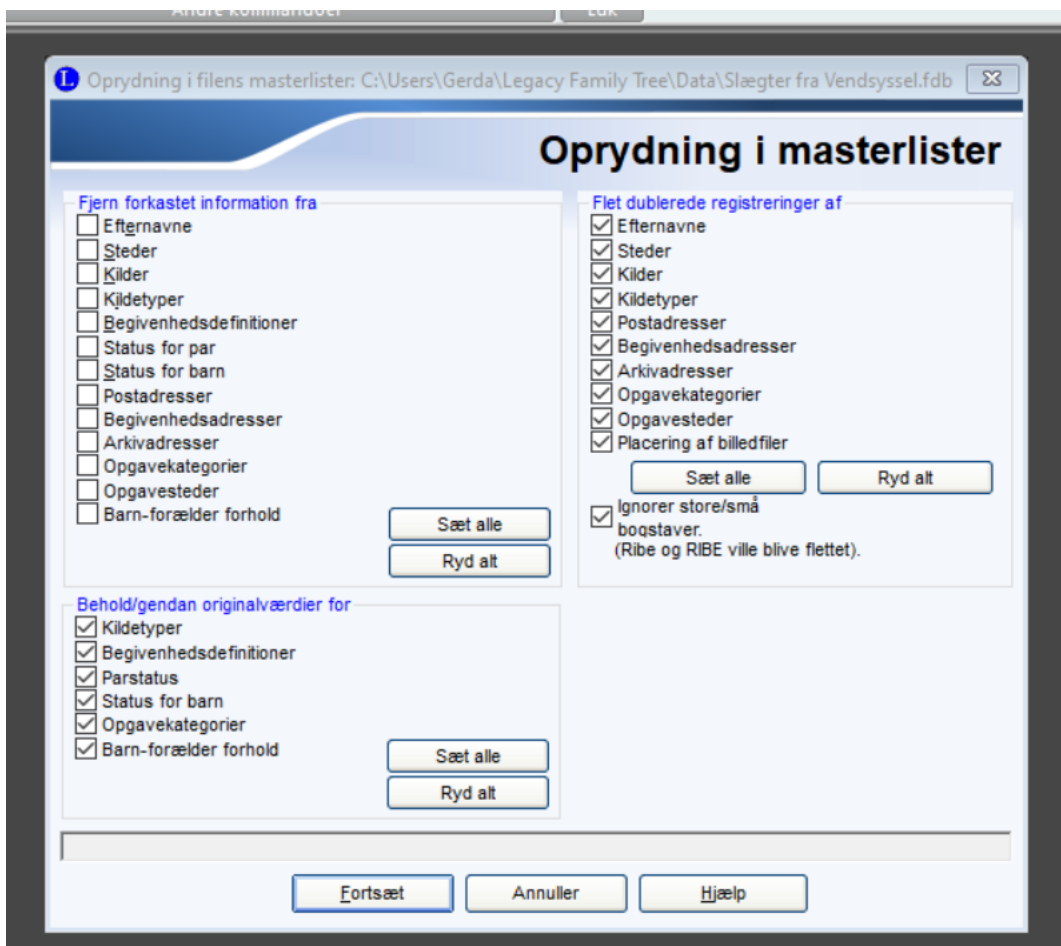 Andre kommandoer
Luk
Oprydning i filens masterlister: C:\Users\Gerda\Legacy Family Tree\Data\Slægter fra Vendsyssel.fdb
Oprydning i masterlister
Fjern forkastet information fra
Efternavne
Steder
Kilder
Kildetyper
Begivenhedsdefinitioner
Status for par
Status for barn
Postadresser
Begivenhedsadresser
Arkivadresser
Opgavekategorier
Opgavesteder
Barn-forælder forhold
Sæt alle
Ryd alt
Flet dublerede registreringer af
Efternavne
Steder
Kilder
Kildetyper
Postadresser
Begivenhedsadresser
Arkivadresser
Opgavekategorier
Opgavesteder
Placering af billedfiler
Sæt alle
Ryd alt
Ignorer store/små
bogstaver.
(Ribe og RIBE ville blive flettet).
Behold/gendan originalværdier for
Kildetyper
Begivenhedsdefinitioner
Parstatus
Status for barn
Opgavekategorier
Barn-forælder forhold
Sæt alle
Ryd alt
Fortsæt
Annuller
Hjælp